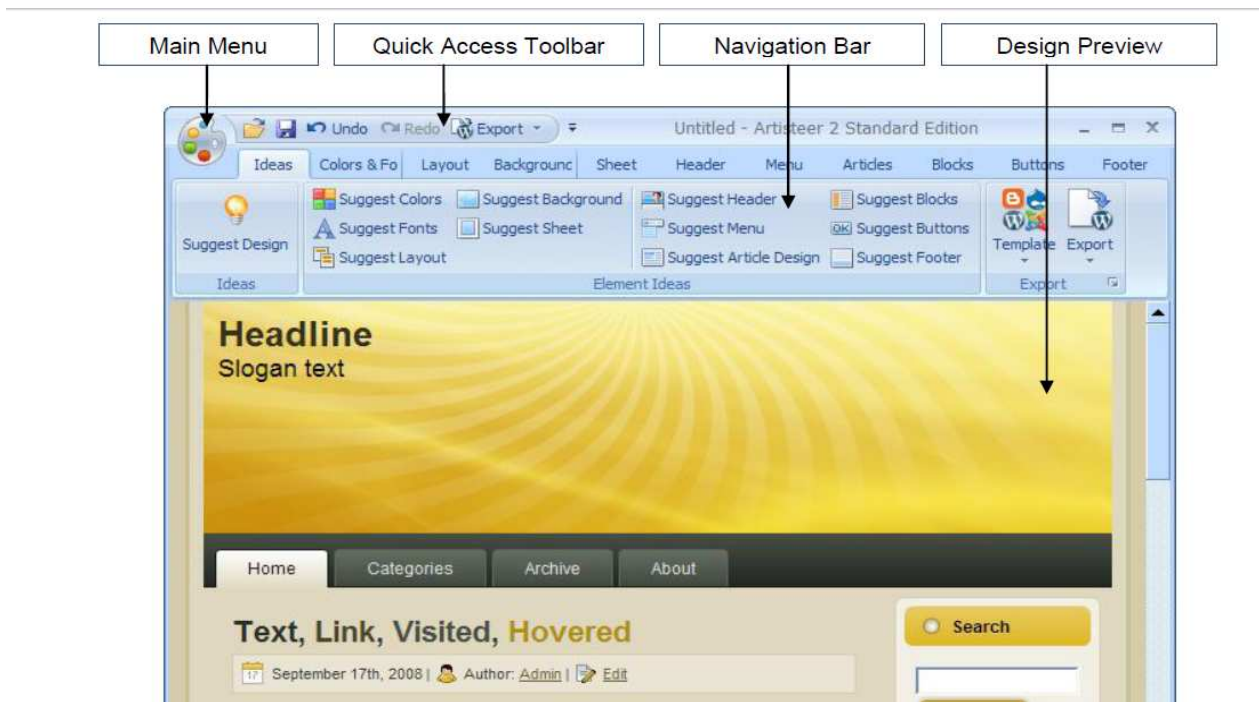 Main Menu Quick Access Toolbar Navigation Bar Design Preview
Undo Redo Export Untitled - Artisteer 2 Standard Edition
Ideas Colors & Fo Layout Backgrounc Sheet Header Menu Articles Blocks Buttons Footer
Suggest Colors Suggest Background Suggest Header Suggest Blocks
Suggest Design Suggest Fonts Suggest Sheet Suggest Menu OK Suggest Buttons Template Export
Suggest Layout Suggest Article Design Suggest Footer
Ideas Element Ideas Export
Headline
Slogan text
Home Categories Archive About
Text, Link, Visited, Hovered Search
17 September 17th, 2008 | Author: Admin | Edit